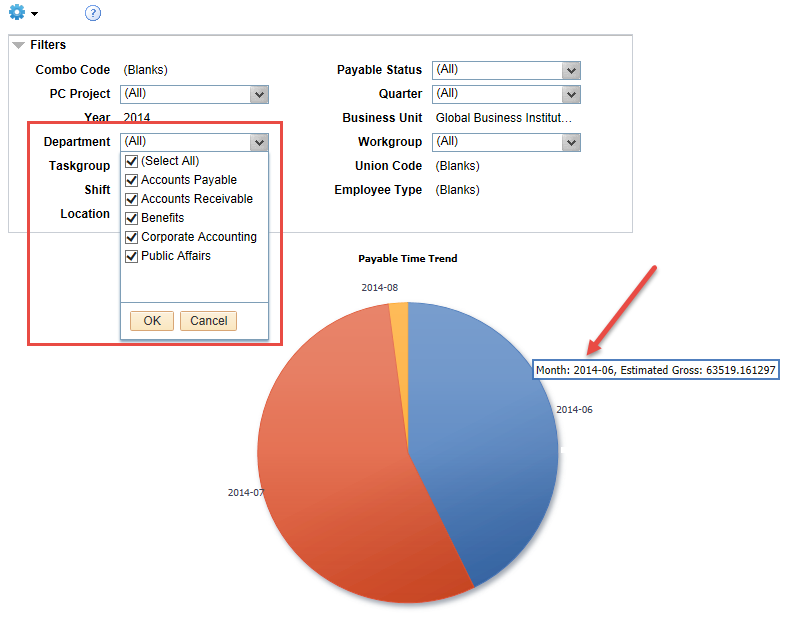 ?
Filters
Combo Code (Blanks)
Payable Status (All)
PC Project (All)
Quarter (All)
Year 2014
Business Unit Global Business Institut...
Department (All)
Workgroup (All)
Taskgroup
Union Code (Blanks)
Shift
Employee Type (Blanks)
Location
(Select All)
Accounts Payable
Accounts Receivable
Benefits
Corporate Accounting
Public Affairs
OK Cancel
Payable Time Trend
2014-08
Month: 2014-06, Estimated Gross: 63519.161297
2014-06
2014-07